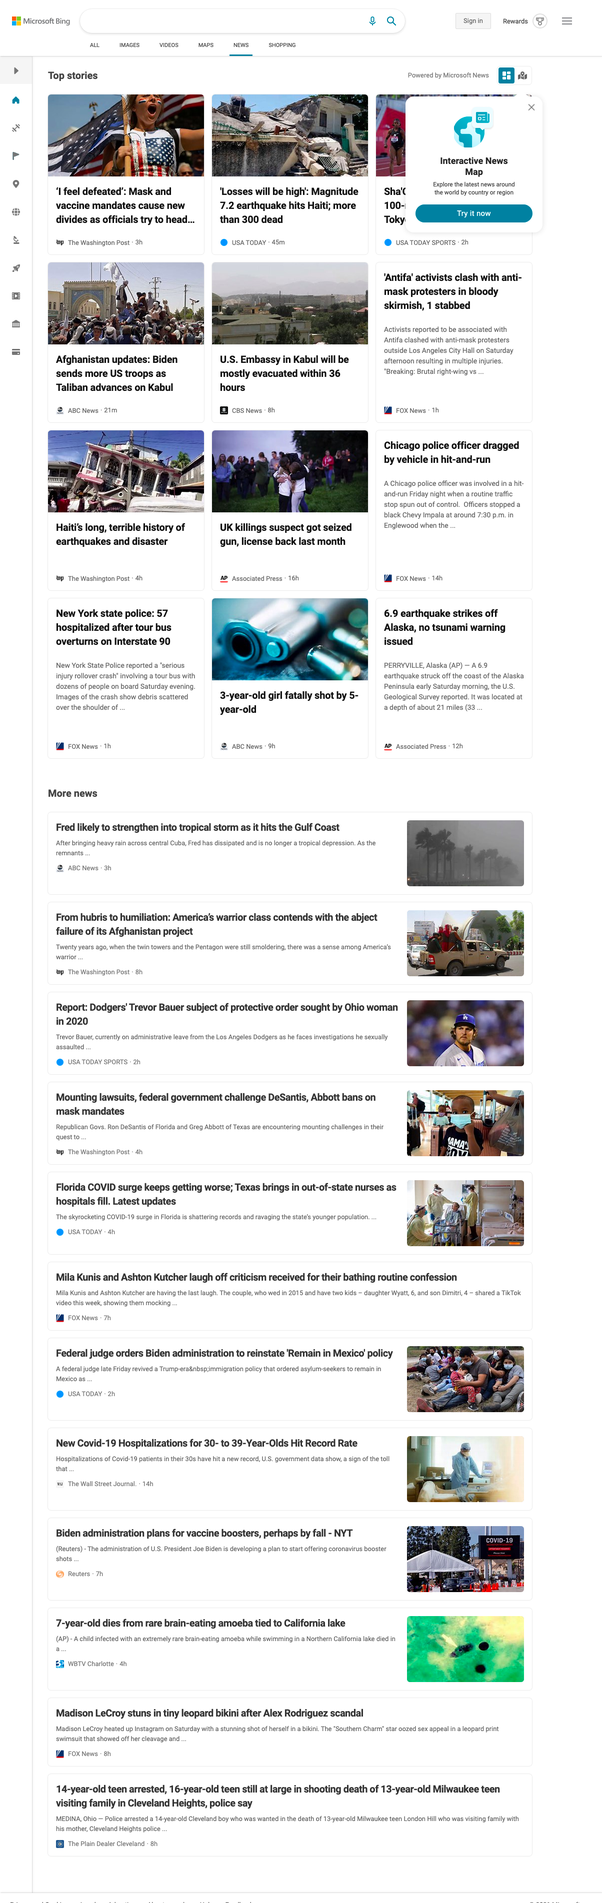 Microsoft Bing
Sign in
Rewards
ALL
IMAGES
VIDEOS
MAPS
NEWS
SHOPPING
Top stories
Powered by Microsoft News
Interactive News
Map
Explore the latest news around
the world by country or region
Try it now
'I feel defeated': Mask and
vaccine mandates cause new
divides as officials try to head...
The Washington Post · 3h
'Losses will be high': Magnitude
7.2 earthquake hits Haiti; more
than 300 dead
USA TODAY · 45m
100-
Toky
USA TODAY SPORTS · 2h
Afghanistan updates: Biden
sends more US troops as
Taliban advances on Kabul
ABC News · 21m
U.S. Embassy in Kabul will be
mostly evacuated within 36
hours
CBS News · 8h
'Antifa' activists clash with anti-
mask protesters in bloody
skirmish, 1 stabbed
Activists reported to be associated with
Antifa clashed with anti-mask protesters
outside Los Angeles City Hall on Saturday
afternoon resulting in multiple injuries.
"Breaking: Brutal right-wing vs ...
FOX News · 1h
Haiti's long, terrible history of
earthquakes and disaster
The Washington Post · 4h
UK killings suspect got seized
gun, license back last month
AP Associated Press · 16h
Chicago police officer dragged
by vehicle in hit-and-run
A Chicago police officer was involved in a hit-
and-run Friday night when a routine traffic
stop spun out of control. Officers stopped a
black Chevy Impala at around 7:30 p.m. in
Englewood when the ...
FOX News · 14h
New York state police: 57
hospitalized after tour bus
overturns on Interstate 90
New York State Police reported a "serious
injury rollover crash" involving a tour bus with
dozens of people on board Saturday evening.
Images of the crash show debris scattered
over the shoulder of ...
FOX News · 1h
3-year-old girl fatally shot by 5-
year-old
ABC News · 9h
6.9 earthquake strikes off
Alaska, no tsunami warning
issued
PERRYVILLE, Alaska (AP) — A 6.9
earthquake struck off the coast of the Alaska
Peninsula early Saturday morning, the U.S.
Geological Survey reported. It was located at
a depth of about 21 miles (33 ...
AP Associated Press · 12h
More news
Fred likely to strengthen into tropical storm as it hits the Gulf Coast
After bringing heavy rain across central Cuba, Fred has dissipated and is no longer a tropical depression. As the
remnants ...
ABC News · 3h
From hubris to humiliation: America's warrior class contends with the abject
failure of its Afghanistan project
Twenty years ago, when the twin towers and the Pentagon were still smoldering, there was a sense among America's
warrior ...
The Washington Post · 8h
Report: Dodgers' Trevor Bauer subject of protective order sought by Ohio woman
in 2020
Trevor Bauer, currently on administrative leave from the Los Angeles Dodgers as he faces investigations he sexually
assaulted ...
USA TODAY SPORTS · 2h
Mounting lawsuits, federal government challenge DeSantis, Abbott bans on
mask mandates
Republican Govs. Ron DeSantis of Florida and Greg Abbott of Texas are encountering mounting challenges in their
quest to ...
The Washington Post · 4h
Florida COVID surge keeps getting worse; Texas brings in out-of-state nurses as
hospitals fill. Latest updates
The skyrocketing COVID-19 surge in Florida is shattering records and ravaging the state's younger population. ...
USA TODAY · 4h
Mila Kunis and Ashton Kutcher laugh off criticism received for their bathing routine confession
Mila Kunis and Ashton Kutcher are having the last laugh. The couple, who wed in 2015 and have two kids – daughter Wyatt, 6, and son Dimitri, 4 – shared a TikTok
video this week, showing them mocking ...
FOX News · 7h
Federal judge orders Biden administration to reinstate 'Remain in Mexico' policy
A federal judge late Friday revived a Trump-era&nbsp;immigration policy that ordered asylum-seekers to remain in
Mexico as ...
USA TODAY · 2h
New Covid-19 Hospitalizations for 30- to 39-Year-Olds Hit Record Rate
Hospitalizations of Covid-19 patients in their 30s have hit a new record, U.S. government data show, a sign of the toll
that ...
The Wall Street Journal. · 14h
Biden administration plans for vaccine boosters, perhaps by fall - NYT
(Reuters) - The administration of U.S. President Joe Biden is developing a plan to start offering coronavirus booster
shots ...
Reuters · 7h
COVID-19
7-year-old dies from rare brain-eating amoeba tied to California lake
(AP) - A child infected with an extremely rare brain-eating amoeba while swimming in a Northern California lake died in
a ...
WBTV Charlotte · 4h
Madison LeCroy stuns in tiny leopard bikini after Alex Rodriguez scandal
Madison LeCroy heated up Instagram on Saturday with a stunning shot of herself in a bikini. The "Southern Charm" star oozed sex appeal in a leopard print
swimsuit that showed off her cleavage and ...
FOX News · 8h
14-year-old teen arrested, 16-year-old teen still at large in shooting death of 13-year-old Milwaukee teen
visiting family in Cleveland Heights, police say
MEDINA, Ohio — Police arrested a 14-year-old Cleveland boy who was wanted in the death of 13-year-old Milwaukee teen London Hill who was visiting family with
his mother, Cleveland Heights police ...
The Plain Dealer Cleveland · 8h